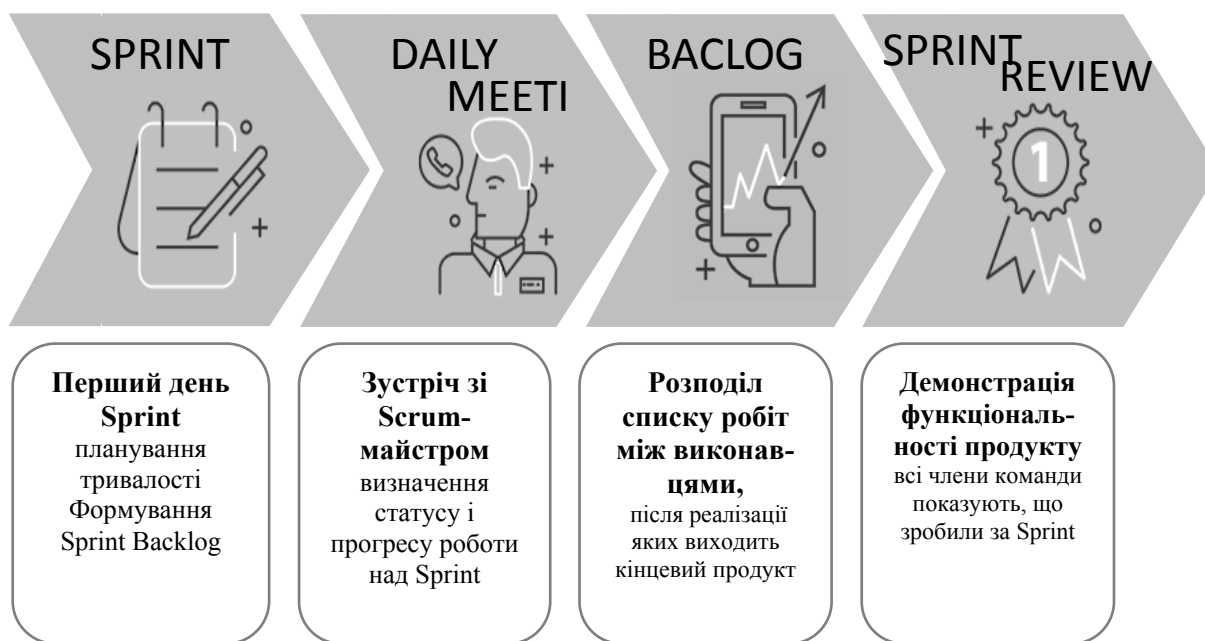 SPRINT
DAILY
MEETI
BACLOG
SPRINT
REVIEW
1
Перший день
Sprint
планування
тривалості
Формування
Sprint Backlog
Зустріч зі
Scrum-
майстром
визначення
статусу і
прогресу роботи
над Sprint
Розподіл
списку робіт
між виконав-
цями,
після реалізації
яких виходить
кінцевий продукт
Демонстрація
функціональ-
ності продукту
всі члени команди
показують, що
зробили за Sprint